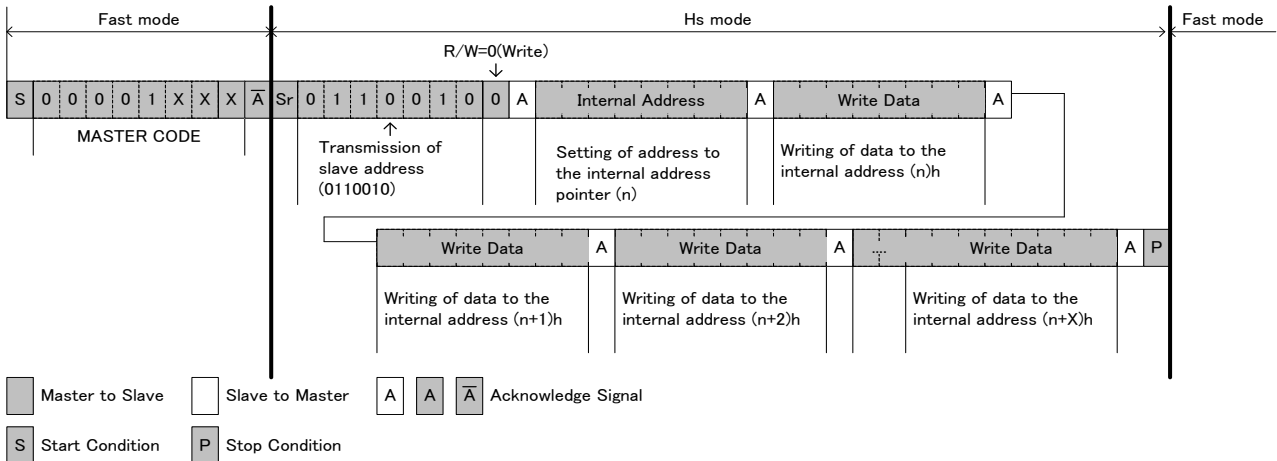 Fast mode Hs mode Fast mode
R/W=0(Write)
S 0 0 0 0 1 X X X A̅ Sr 0 1 1 0 0 1 0 0 A Internal Address A Write Data A
MASTER CODE
Transmission of
slave address
(0110010)
Setting of address to
the internal address
pointer (n)
Writing of data to the
internal address (n)h
Write Data A Write Data A .... Write Data A P
Writing of data to the
internal address (n+1)h
Writing of data to the
internal address (n+2)h
Writing of data to the
internal address (n+X)h
Master to Slave Slave to Master A A A̅ Acknowledge Signal
S Start Condition P Stop Condition